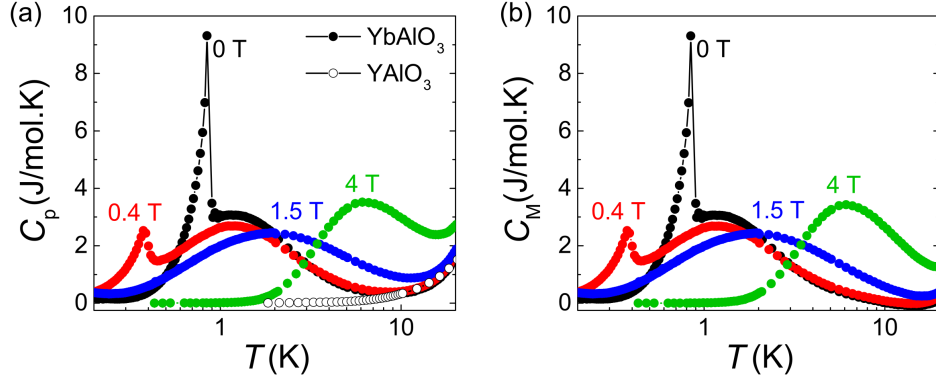 (a)
10
8
6
4
2
0
C_p (J/mol.K)
0 T
0.4 T
1.5 T
4 T
YbAlO₃
YAlO₃
1
10
T (K)
(b)
10
8
6
4
2
0
C_M (J/mol.K)
0 T
0.4 T
1.5 T
4 T
1
10
T (K)